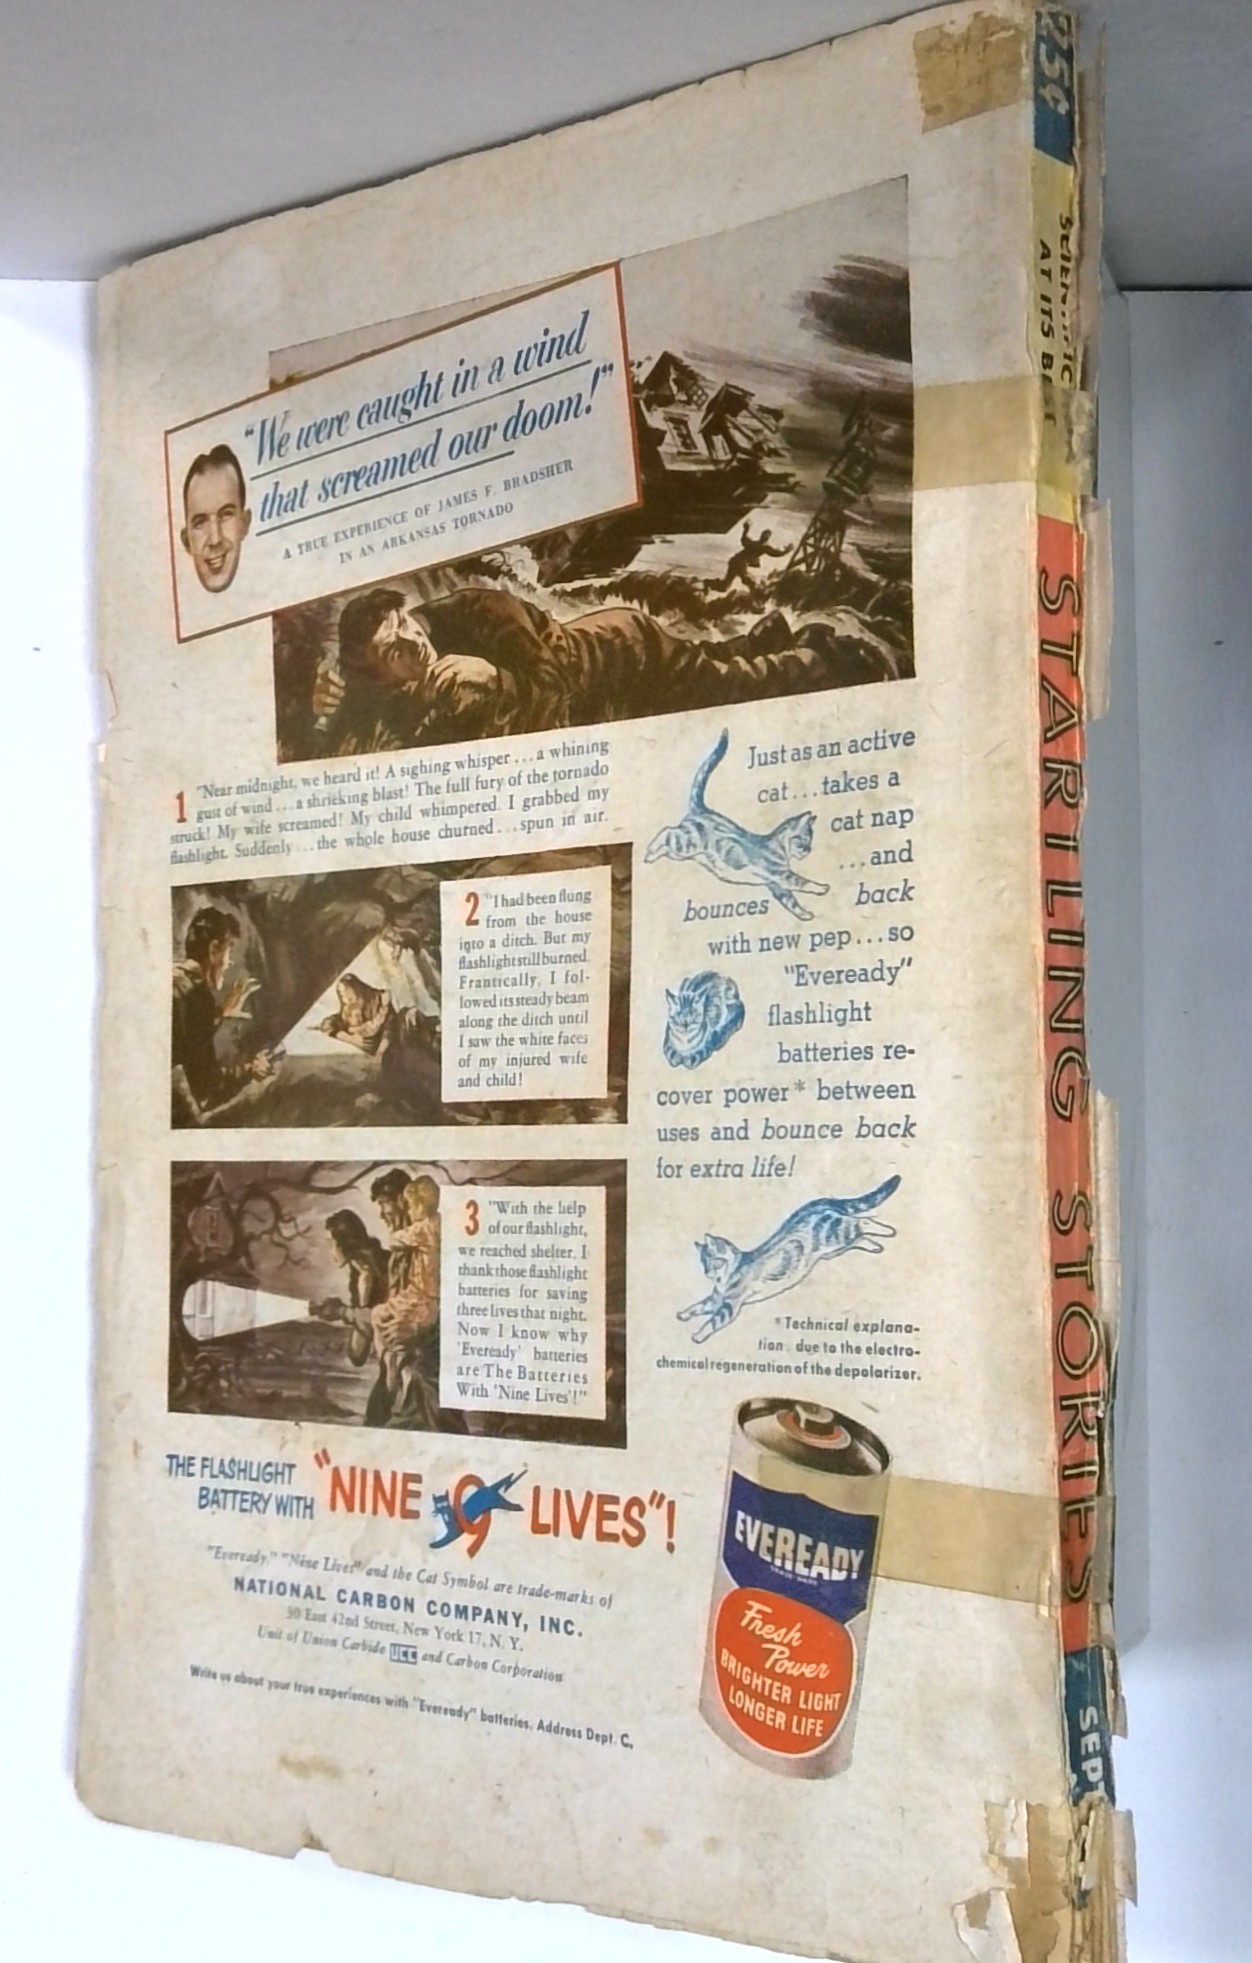 "We were caught in a wind
that screamed our doom!"
A TRUE EXPERIENCE OF JAMES F. BRADSHER
IN AN ARKANSAS TORNADO
1 "Near midnight, we heard it! A sighing whisper...a whining
gust of wind...a shrieking blast! The full fury of the tornado
struck! My wife screamed! My child whimpered. I grabbed my
flashlight. Suddenly...the whole house churned...spun in air.
2 "I had been flung
from the house
into a ditch. But my
flashlight still burned.
Frantically, I fol-
lowed its steady beam
along the ditch until
I saw the white faces
of my injured wife
and child!
3 "With the help
of our flashlight,
we reached shelter. I
thank those flashlight
batteries for saving
three lives that night.
Now I know why
'Eveready' batteries
are The Batteries
With 'Nine Lives'!"
Just as an active
cat...takes a
cat nap
...and
bounces back
with new pep...so
"Eveready"
flashlight
batteries re-
cover power* between
uses and bounce back
for extra life!
*Technical explana-
tion. due to the electro-
chemical regeneration of the depolarizer.
THE FLASHLIGHT
BATTERY WITH "NINE 9 LIVES"!
"Eveready," "Nine Lives" and the Cat Symbol are trade-marks of
NATIONAL CARBON COMPANY, INC.
30 East 42nd Street, New York 17, N. Y.
Unit of Union Carbide UCC and Carbon Corporation
Write us about your true experiences with "Eveready" batteries. Address Dept. C,
EVEREADY
TRADE-MARK
Fresh
Power
BRIGHTER LIGHT
LONGER LIFE
25¢
AT ITS
STARTLING STORIES
SEPT